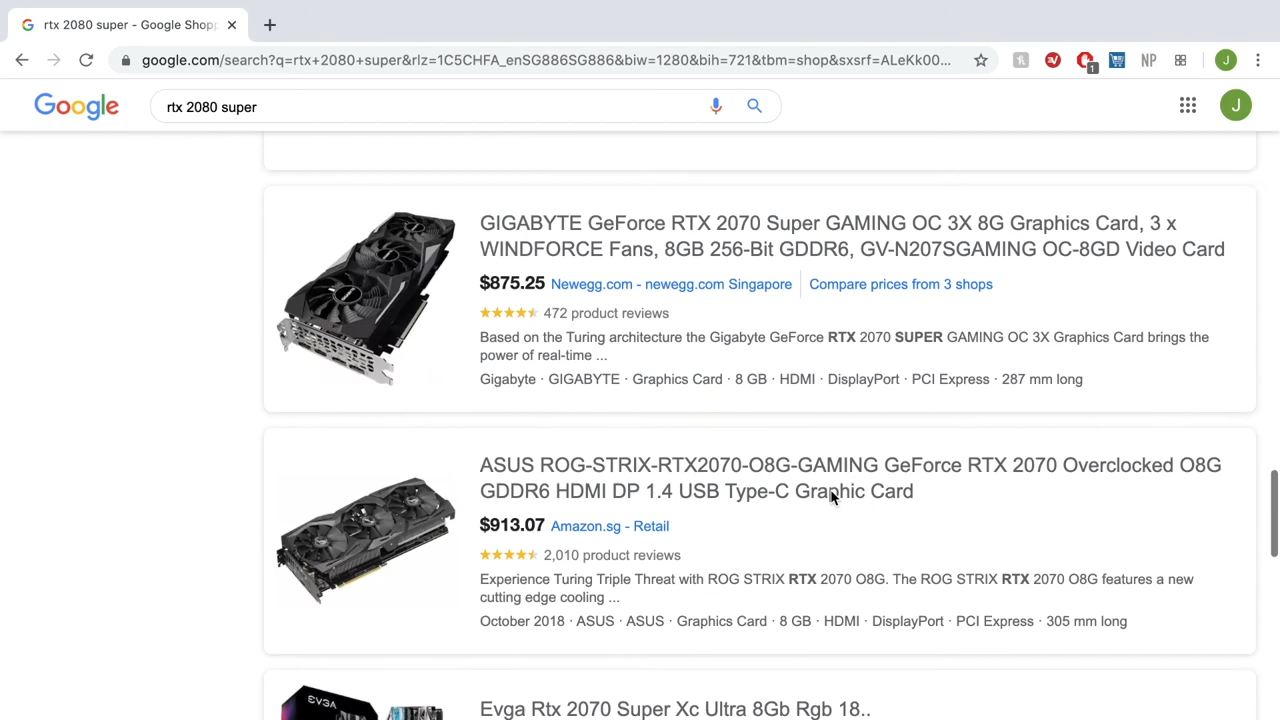 rtx 2080 super - Google Shopp
google.com/search?q=rtx+2080+super&rlz=1C5CHFA_enSG886SG886&biw=1280&bih=721&tbm=shop&sxsrf=ALeKk00...
1
NP
J
Google
rtx 2080 super
J
GIGABYTE GeForce RTX 2070 Super GAMING OC 3X 8G Graphics Card, 3 x
WINDFORCE Fans, 8GB 256-Bit GDDR6, GV-N207SGAMING OC-8GD Video Card
$875.25 Newegg.com - newegg.com Singapore Compare prices from 3 shops
472 product reviews
Based on the Turing architecture the Gigabyte GeForce RTX 2070 SUPER GAMING OC 3X Graphics Card brings the
power of real-time ...
Gigabyte · GIGABYTE · Graphics Card · 8 GB · HDMI · DisplayPort · PCI Express · 287 mm long
ASUS ROG-STRIX-RTX2070-O8G-GAMING GeForce RTX 2070 Overclocked O8G
GDDR6 HDMI DP 1.4 USB Type-C Graphic Card
$913.07 Amazon.sg - Retail
2,010 product reviews
Experience Turing Triple Threat with ROG STRIX RTX 2070 O8G. The ROG STRIX RTX 2070 O8G features a new
cutting edge cooling ...
October 2018 · ASUS · ASUS · Graphics Card · 8 GB · HDMI · DisplayPort · PCI Express · 305 mm long
EVGA
Evga Rtx 2070 Super Xc Ultra 8Gb Rgb 18..